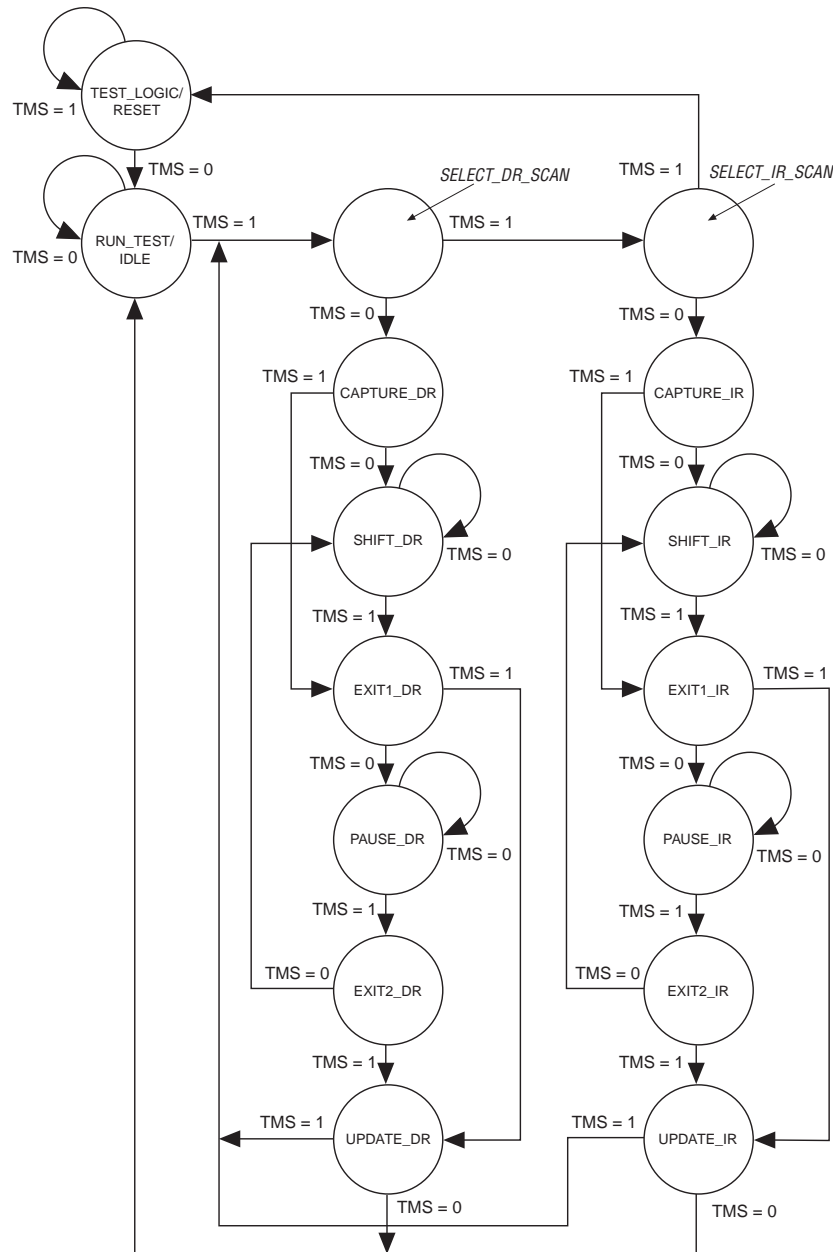 TEST_LOGIC/
RESET
TMS = 1
TMS = 0
SELECT_DR_SCAN
TMS = 1
SELECT_IR_SCAN
TMS = 1
TMS = 1
RUN_TEST/
IDLE
TMS = 0
TMS = 0
TMS = 0
TMS = 1
CAPTURE_DR
TMS = 1
CAPTURE_IR
TMS = 0
TMS = 0
SHIFT_DR
TMS = 0
SHIFT_IR
TMS = 0
TMS = 1
TMS = 1
EXIT1_DR
TMS = 1
EXIT1_IR
TMS = 1
TMS = 0
TMS = 0
PAUSE_DR
TMS = 0
PAUSE_IR
TMS = 0
TMS = 1
TMS = 1
TMS = 0
EXIT2_DR
TMS = 0
EXIT2_IR
TMS = 1
TMS = 1
TMS = 1
UPDATE_DR
TMS = 1
UPDATE_IR
TMS = 0
TMS = 0